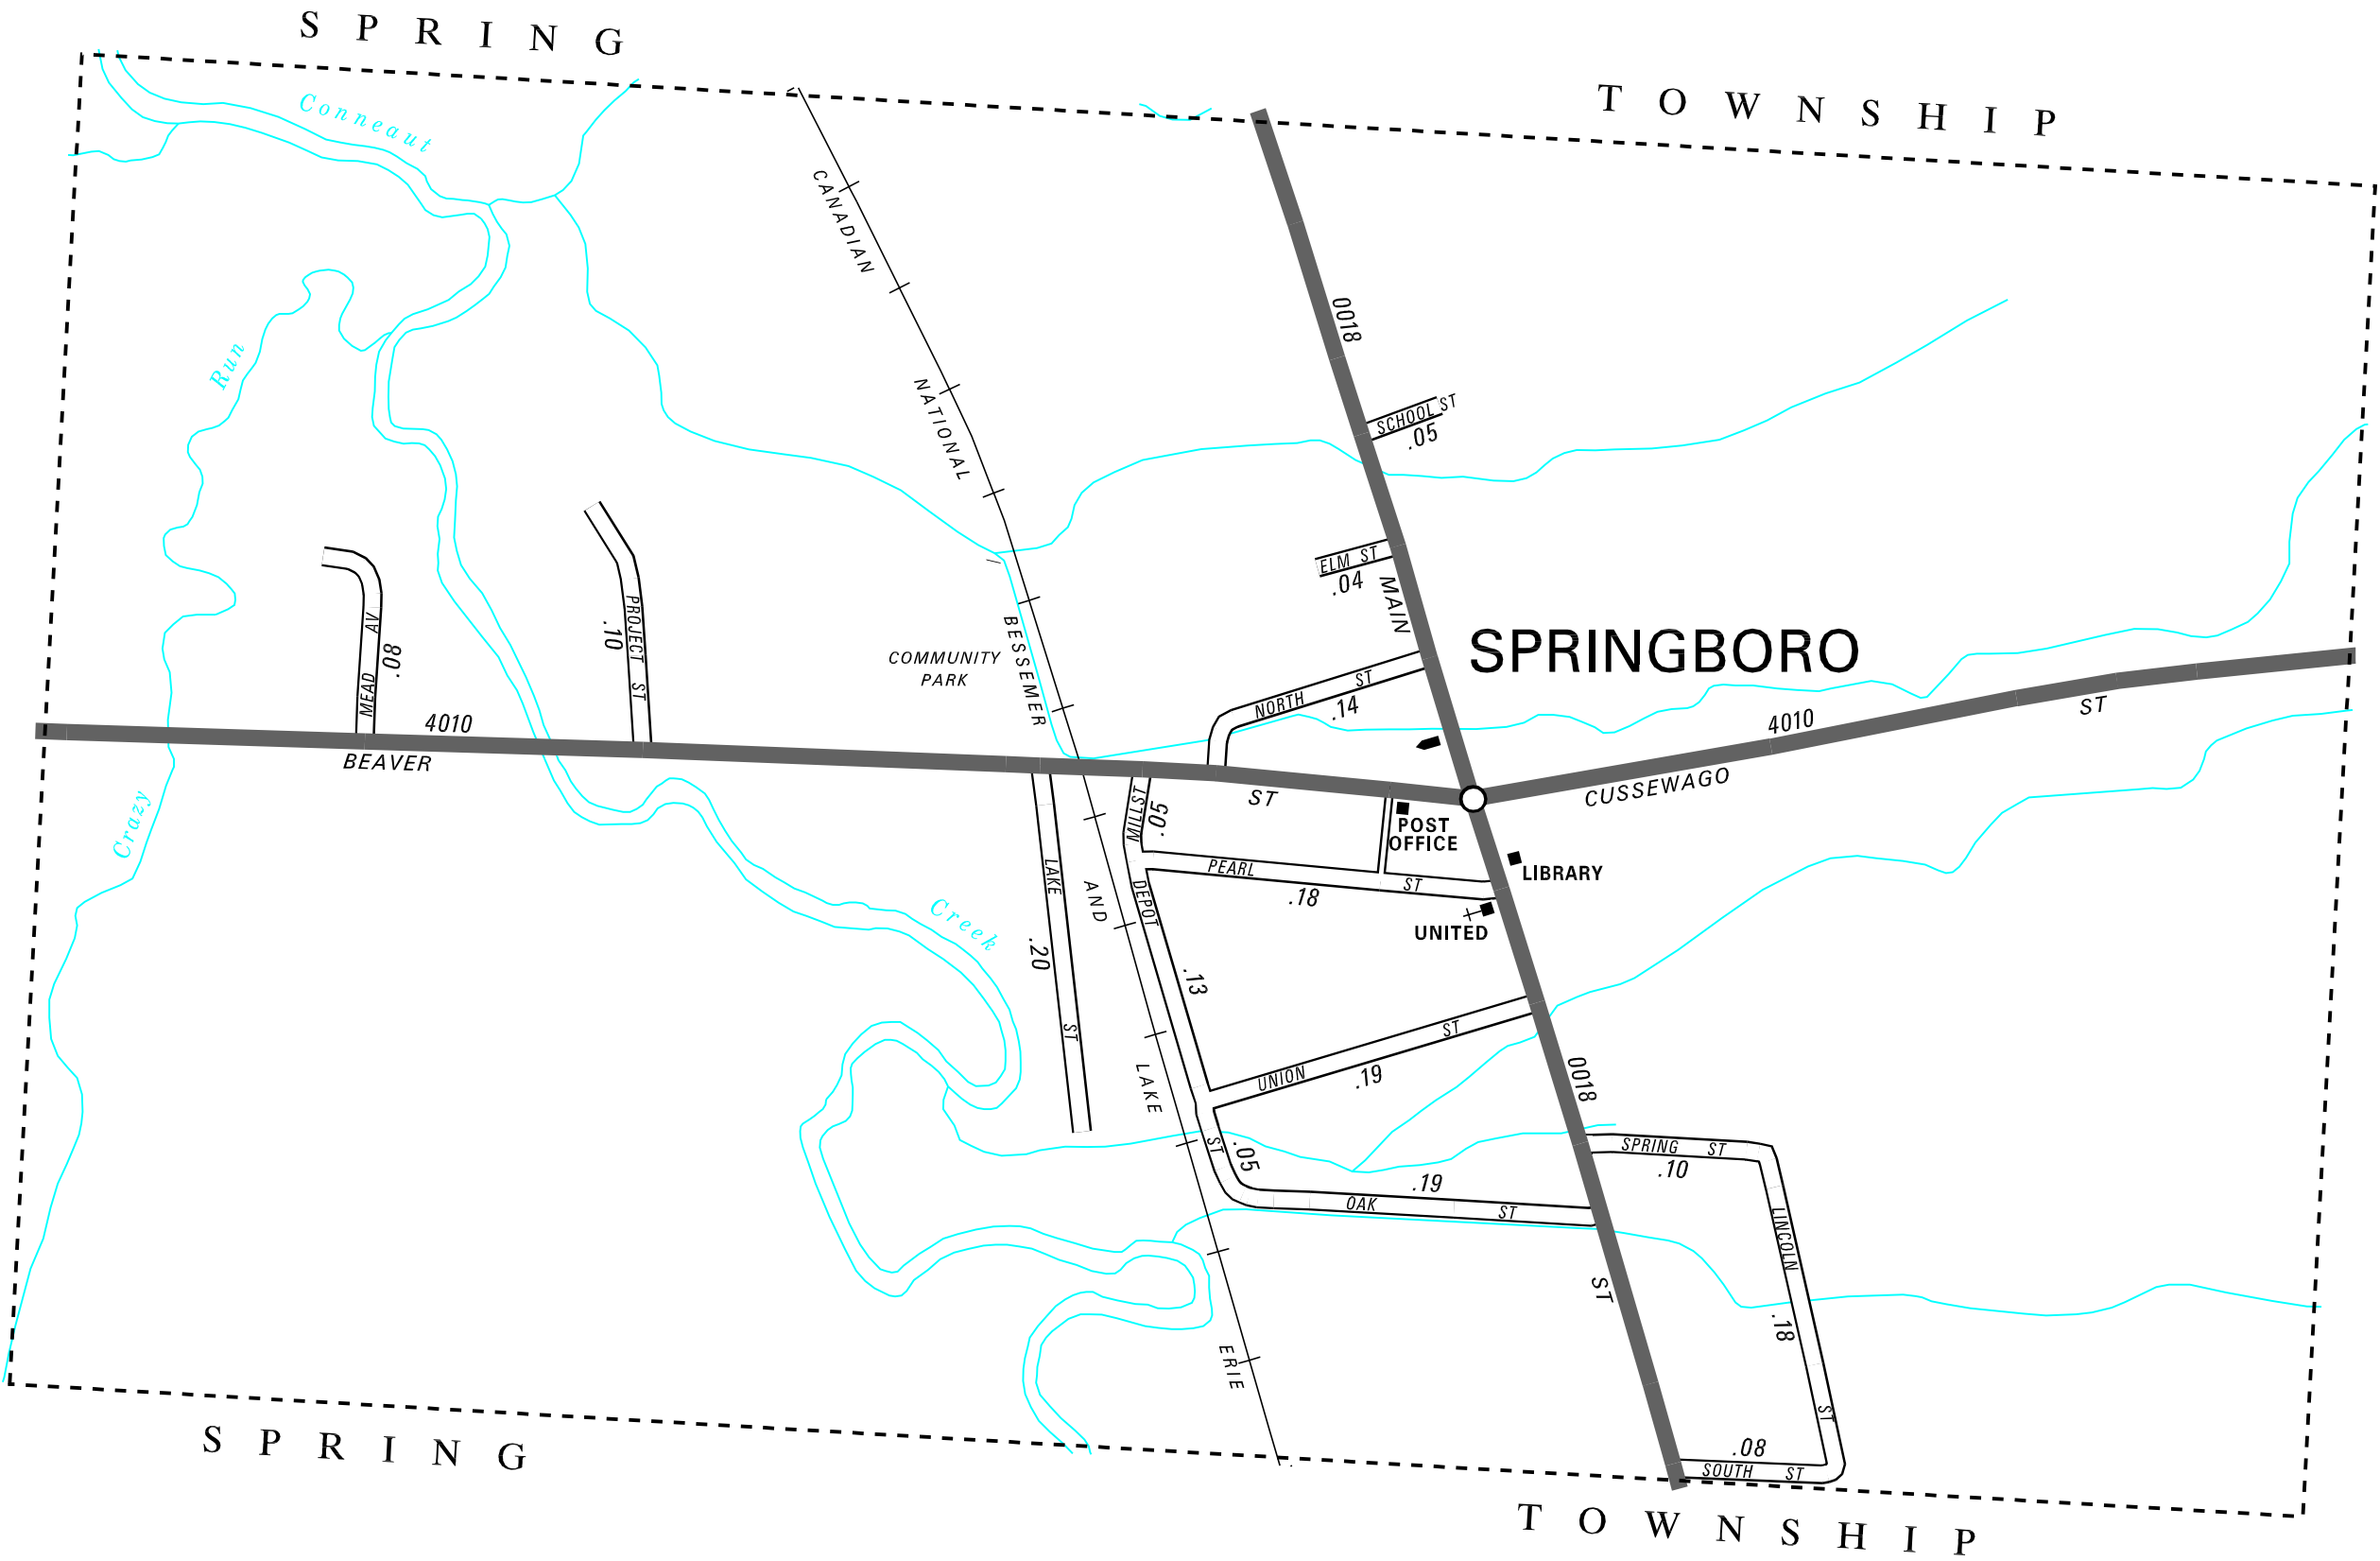 SPRING
TOWNSHIP
Conneaut
CANADIAN
0018
Run
NATIONAL
SCHOOL ST
.05
ELM ST
.04
MAIN
PROJECT ST
.10
MEAD AV
.08
BESSEMER
COMMUNITY
PARK
SPRINGBORO
NORTH ST
.14
4010
BEAVER
4010
ST
CUSSEWAGO
ST
Crazy
MILL ST
.05
POST
OFFICE
LIBRARY
PEARL ST
.18
UNITED
LAKE ST
.20
AND
DEPOT
.13
Creek
UNION ST
.19
LAKE
0018
ST
.05
SPRING ST
.10
OAK ST
.19
LINCOLN ST
.18
ST
ERIE
.08
SOUTH ST
SPRING
TOWNSHIP